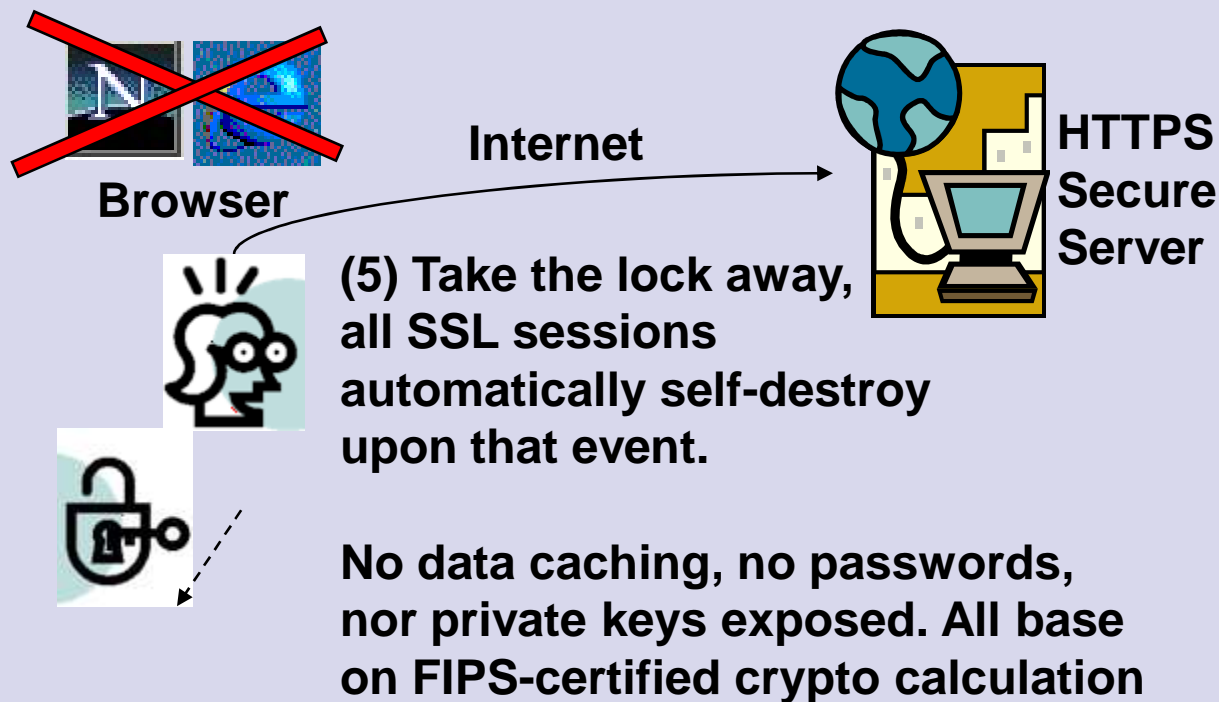 N
Browser
Internet
HTTPS
Secure
Server
(5) Take the lock away,
all SSL sessions
automatically self-destroy
upon that event.
No data caching, no passwords,
nor private keys exposed. All base
on FIPS-certified crypto calculation